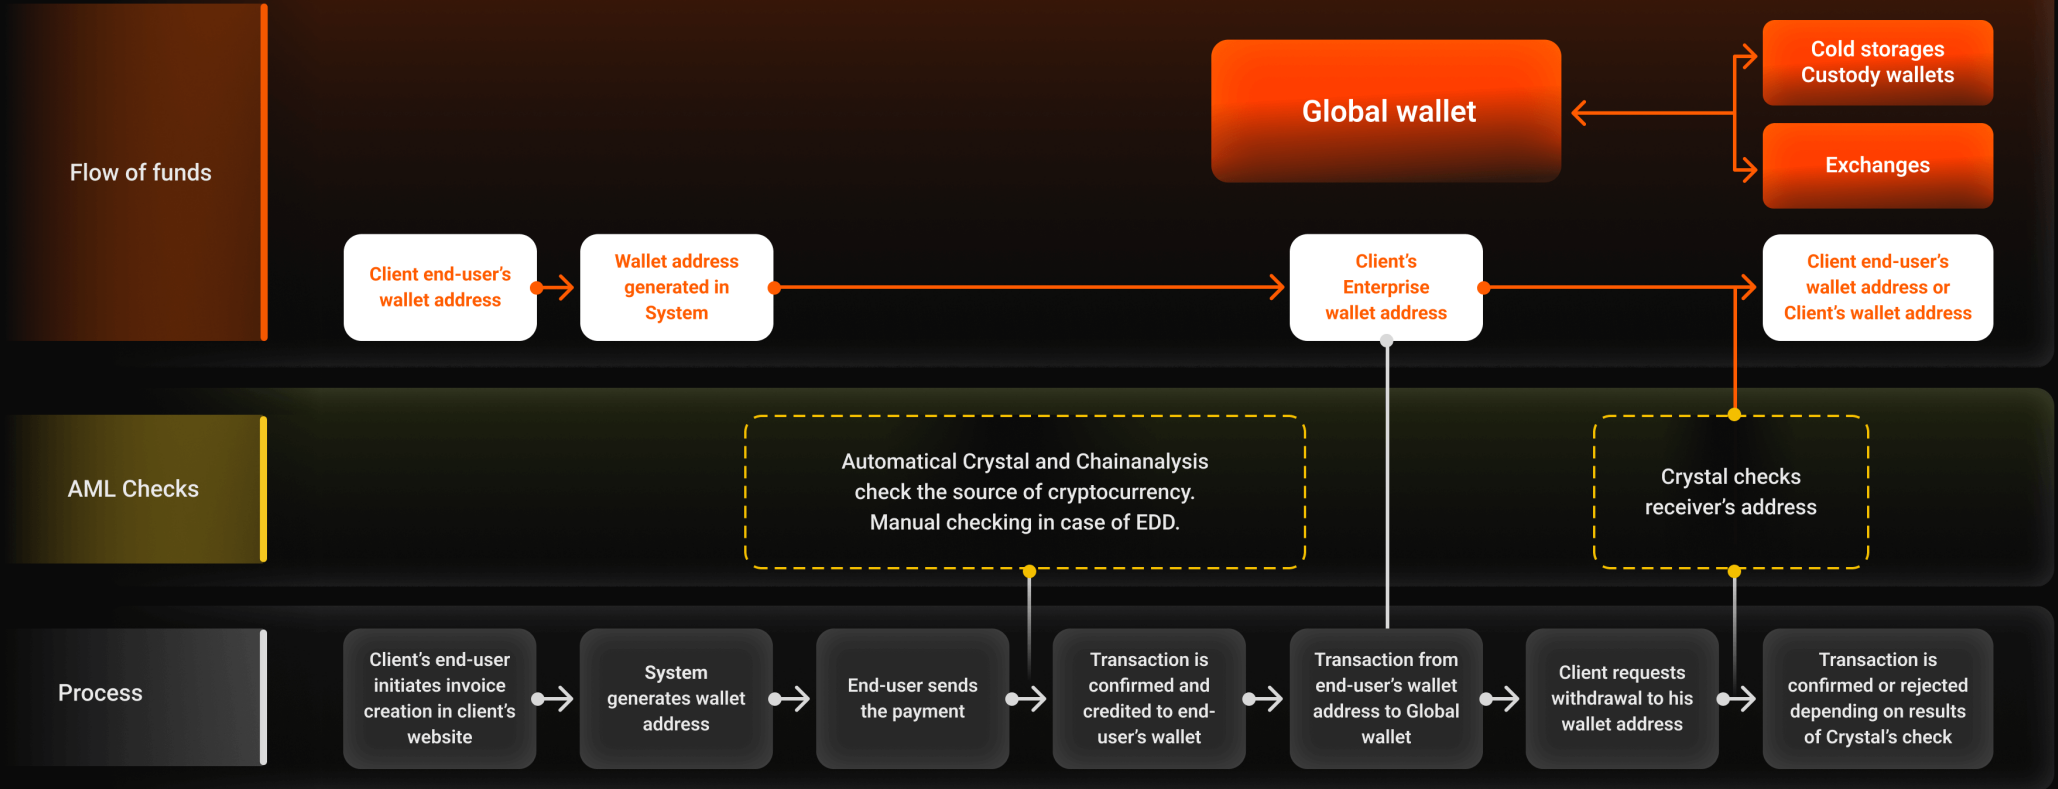 Flow of funds
Global wallet
Cold storages
Custody wallets
Exchanges
Client end-user’s
wallet address
Wallet address
generated in
System
Client’s
Enterprise
wallet address
Client end-user’s
wallet address or
Client’s wallet address
AML Checks
Automatical Crystal and Chainanalysis
check the source of cryptocurrency.
Manual checking in case of EDD.
Crystal checks
receiver’s address
Process
Client’s end-user
initiates invoice
creation in client’s
website
System
generates wallet
address
End-user sends
the payment
Transaction is
confirmed and
credited to end-
user’s wallet
Transaction from
end-user’s wallet
address to Global
wallet
Client requests
withdrawal to his
wallet address
Transaction is
confirmed or rejected
depending on results
of Crystal’s check